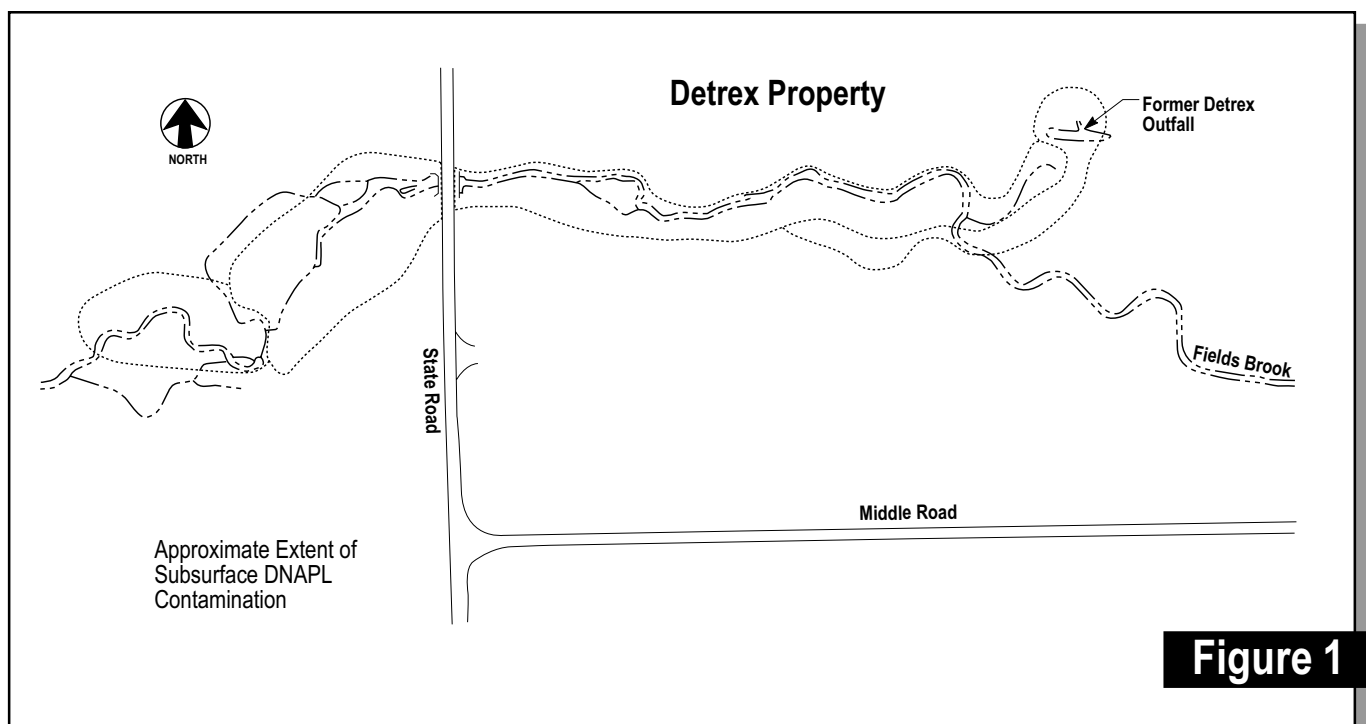 Detrex Property
Former Detrex
Outfall
NORTH
State Road
Fields Brook
Middle Road
Approximate Extent of
Subsurface DNAPL
Contamination
Figure 1